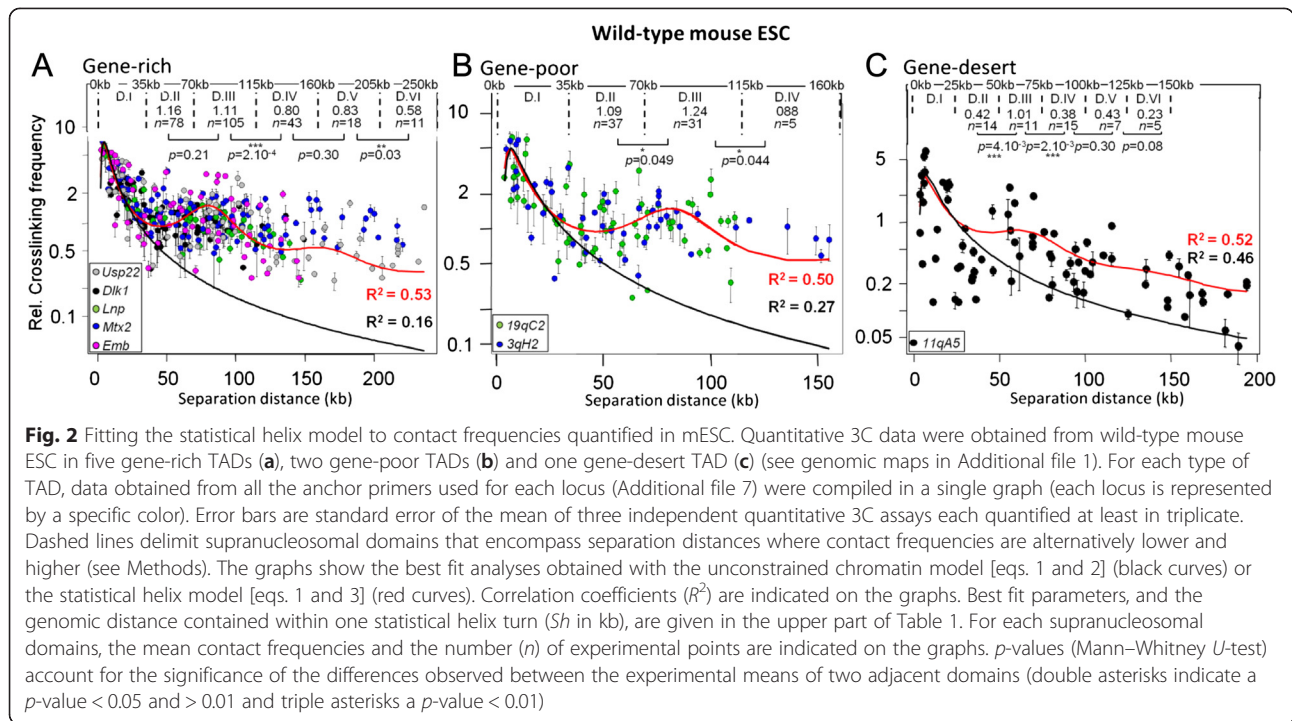 Wild-type mouse ESC
A
Gene-rich
0kb 35kb 70kb 115kb 160kb 205kb 250kb
D.I D.II D.III D.IV D.V D.VI
1.16 1.11 0.80 0.83 0.58
n=78 n=105 n=43 n=18 n=11
*** **
p=0.21 p=2.10-4 p=0.30 p=0.03
Rel. Crosslinking frequency
10
5
2
1
0.5
0.1
Usp22
Dlk1
Lnp
Mtx2
Emb
R² = 0.53
R² = 0.16
0 50 100 150 200
Separation distance (kb)
B
Gene-poor
0kb 35kb 70kb 115kb 160kb
D.I D.II D.III D.IV
1.09 1.24 088
n=37 n=31 n=5
* *
p=0.049 p=0.044
10
5
2
1
0.5
0.1
R² = 0.50
R² = 0.27
19qC2
3qH2
0 50 100 150
Separation distance (kb)
C
Gene-desert
0kb 25kb 50kb 75kb 100kb 125kb 150kb
D.I D.II D.III D.IV D.V D.VI
0.42 1.01 0.38 0.43 0.23
n=14 n=11 n=15 n=7 n=5
p=4.10-3 p=2.10-3 p=0.30 p=0.08
*** ***
5
1
0.2
0.05
R² = 0.52
R² = 0.46
11qA5
0 50 100 150 200
Separation distance (kb)
Fig. 2 Fitting the statistical helix model to contact frequencies quantified in mESC. Quantitative 3C data were obtained from wild-type mouse
ESC in five gene-rich TADs (a), two gene-poor TADs (b) and one gene-desert TAD (c) (see genomic maps in Additional file 1). For each type of
TAD, data obtained from all the anchor primers used for each locus (Additional file 7) were compiled in a single graph (each locus is represented
by a specific color). Error bars are standard error of the mean of three independent quantitative 3C assays each quantified at least in triplicate.
Dashed lines delimit supranucleosomal domains that encompass separation distances where contact frequencies are alternatively lower and
higher (see Methods). The graphs show the best fit analyses obtained with the unconstrained chromatin model [eqs. 1 and 2] (black curves) or
the statistical helix model [eqs. 1 and 3] (red curves). Correlation coefficients (R²) are indicated on the graphs. Best fit parameters, and the
genomic distance contained within one statistical helix turn (Sh in kb), are given in the upper part of Table 1. For each supranucleosomal
domains, the mean contact frequencies and the number (n) of experimental points are indicated on the graphs. p-values (Mann–Whitney U-test)
account for the significance of the differences observed between the experimental means of two adjacent domains (double asterisks indicate a
p-value < 0.05 and > 0.01 and triple asterisks a p-value < 0.01)